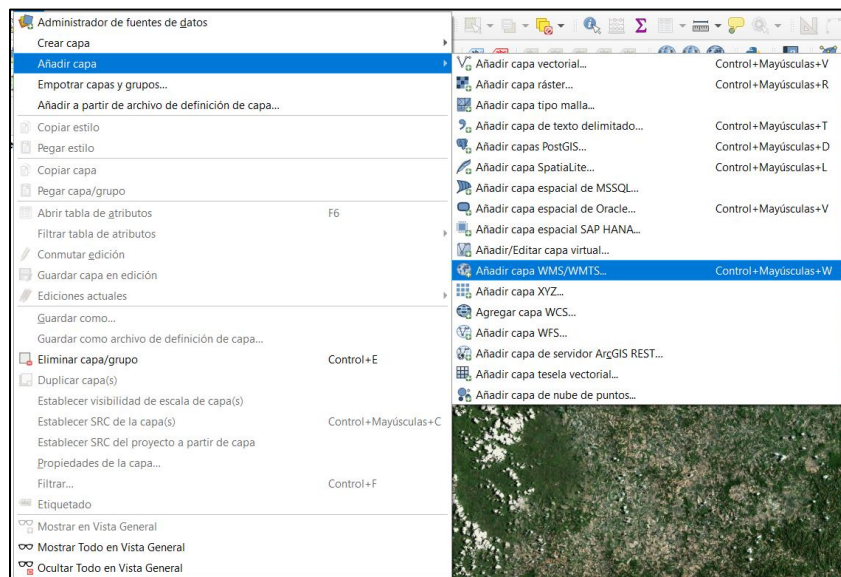 Administrador de fuentes de datos
Crear capa
Añadir capa
Empotrar capas y grupos...
Añadir a partir de archivo de definición de capa...
Copiar estilo
Pegar estilo
Copiar capa
Pegar capa/grupo
Abrir tabla de atributos F6
Filtrar tabla de atributos
Conmutar edición
Guardar capa en edición
Ediciones actuales
Guardar como...
Guardar como archivo de definición de capa...
Eliminar capa/grupo Control+E
Duplicar capa(s)
Establecer visibilidad de escala de capa(s)
Establecer SRC de la capa(s) Control+Mayúsculas+C
Establecer SRC del proyecto a partir de capa
Propiedades de la capa...
Filtrar... Control+F
Etiquetado
Mostrar en Vista General
Mostrar Todo en Vista General
Ocultar Todo en Vista General
Añadir capa vectorial... Control+Mayúsculas+V
Añadir capa ráster... Control+Mayúsculas+R
Añadir capa tipo malla...
Añadir capa de texto delimitado... Control+Mayúsculas+T
Añadir capas PostGIS... Control+Mayúsculas+D
Añadir capa SpatiaLite... Control+Mayúsculas+L
Añadir capa espacial de MSSQL...
Añadir capa espacial de Oracle... Control+Mayúsculas+V
Añadir capa espacial SAP HANA...
Añadir/Editar capa virtual...
Añadir capa WMS/WMTS... Control+Mayúsculas+W
Añadir capa XYZ...
Agregar capa WCS...
Añadir capa WFS...
Añadir capa de servidor ArcGIS REST...
Añadir capa tesela vectorial...
Añadir capa de nube de puntos...